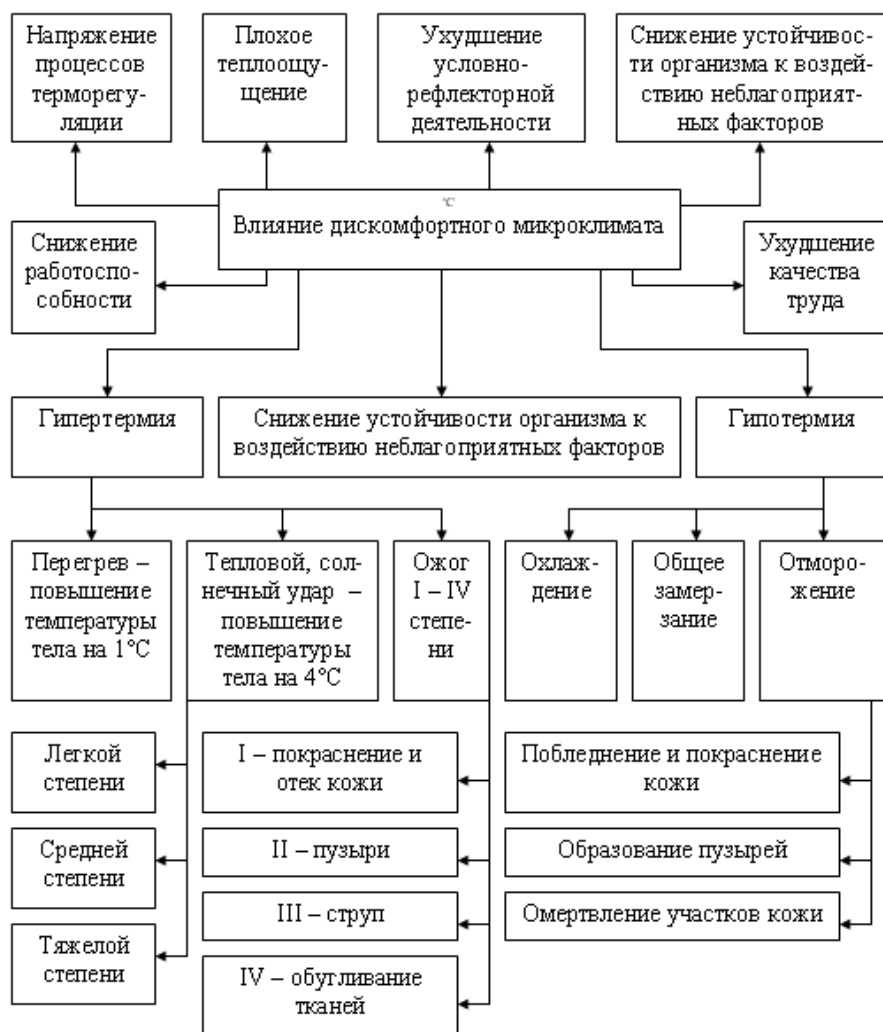 Напряжение
процессов
терморегу-
ляции
Плохое
теплоощу-
щение
Ухудшение
условно-
рефлекторной
деятельности
Снижение устойчивос-
ти организма к воздей-
ствию неблагоприят-
ных факторов
°С
Влияние дискомфортного микроклимата
Снижение
работоспо-
собности
Ухудшение
качества
труда
Гипертермия
Снижение устойчивости организма к
воздействию неблагоприятных факторов
Гипотермия
Перегрев –
повышение
температуры
тела на 1°С
Тепловой, сол-
нечный удар –
повышение
температуры
тела на 4°С
Ожог
I – IV
степе-
ни
Охлаж-
дение
Общее
замер-
зание
Отморо-
жение
Легкой
степени
Средней
степени
Тяжелой
степени
I – покраснение и
отек кожи
II – пузыри
III – струп
IV – обугливание
тканей
Побледнение и покраснение
кожи
Образование пузырей
Омертвление участков кожи